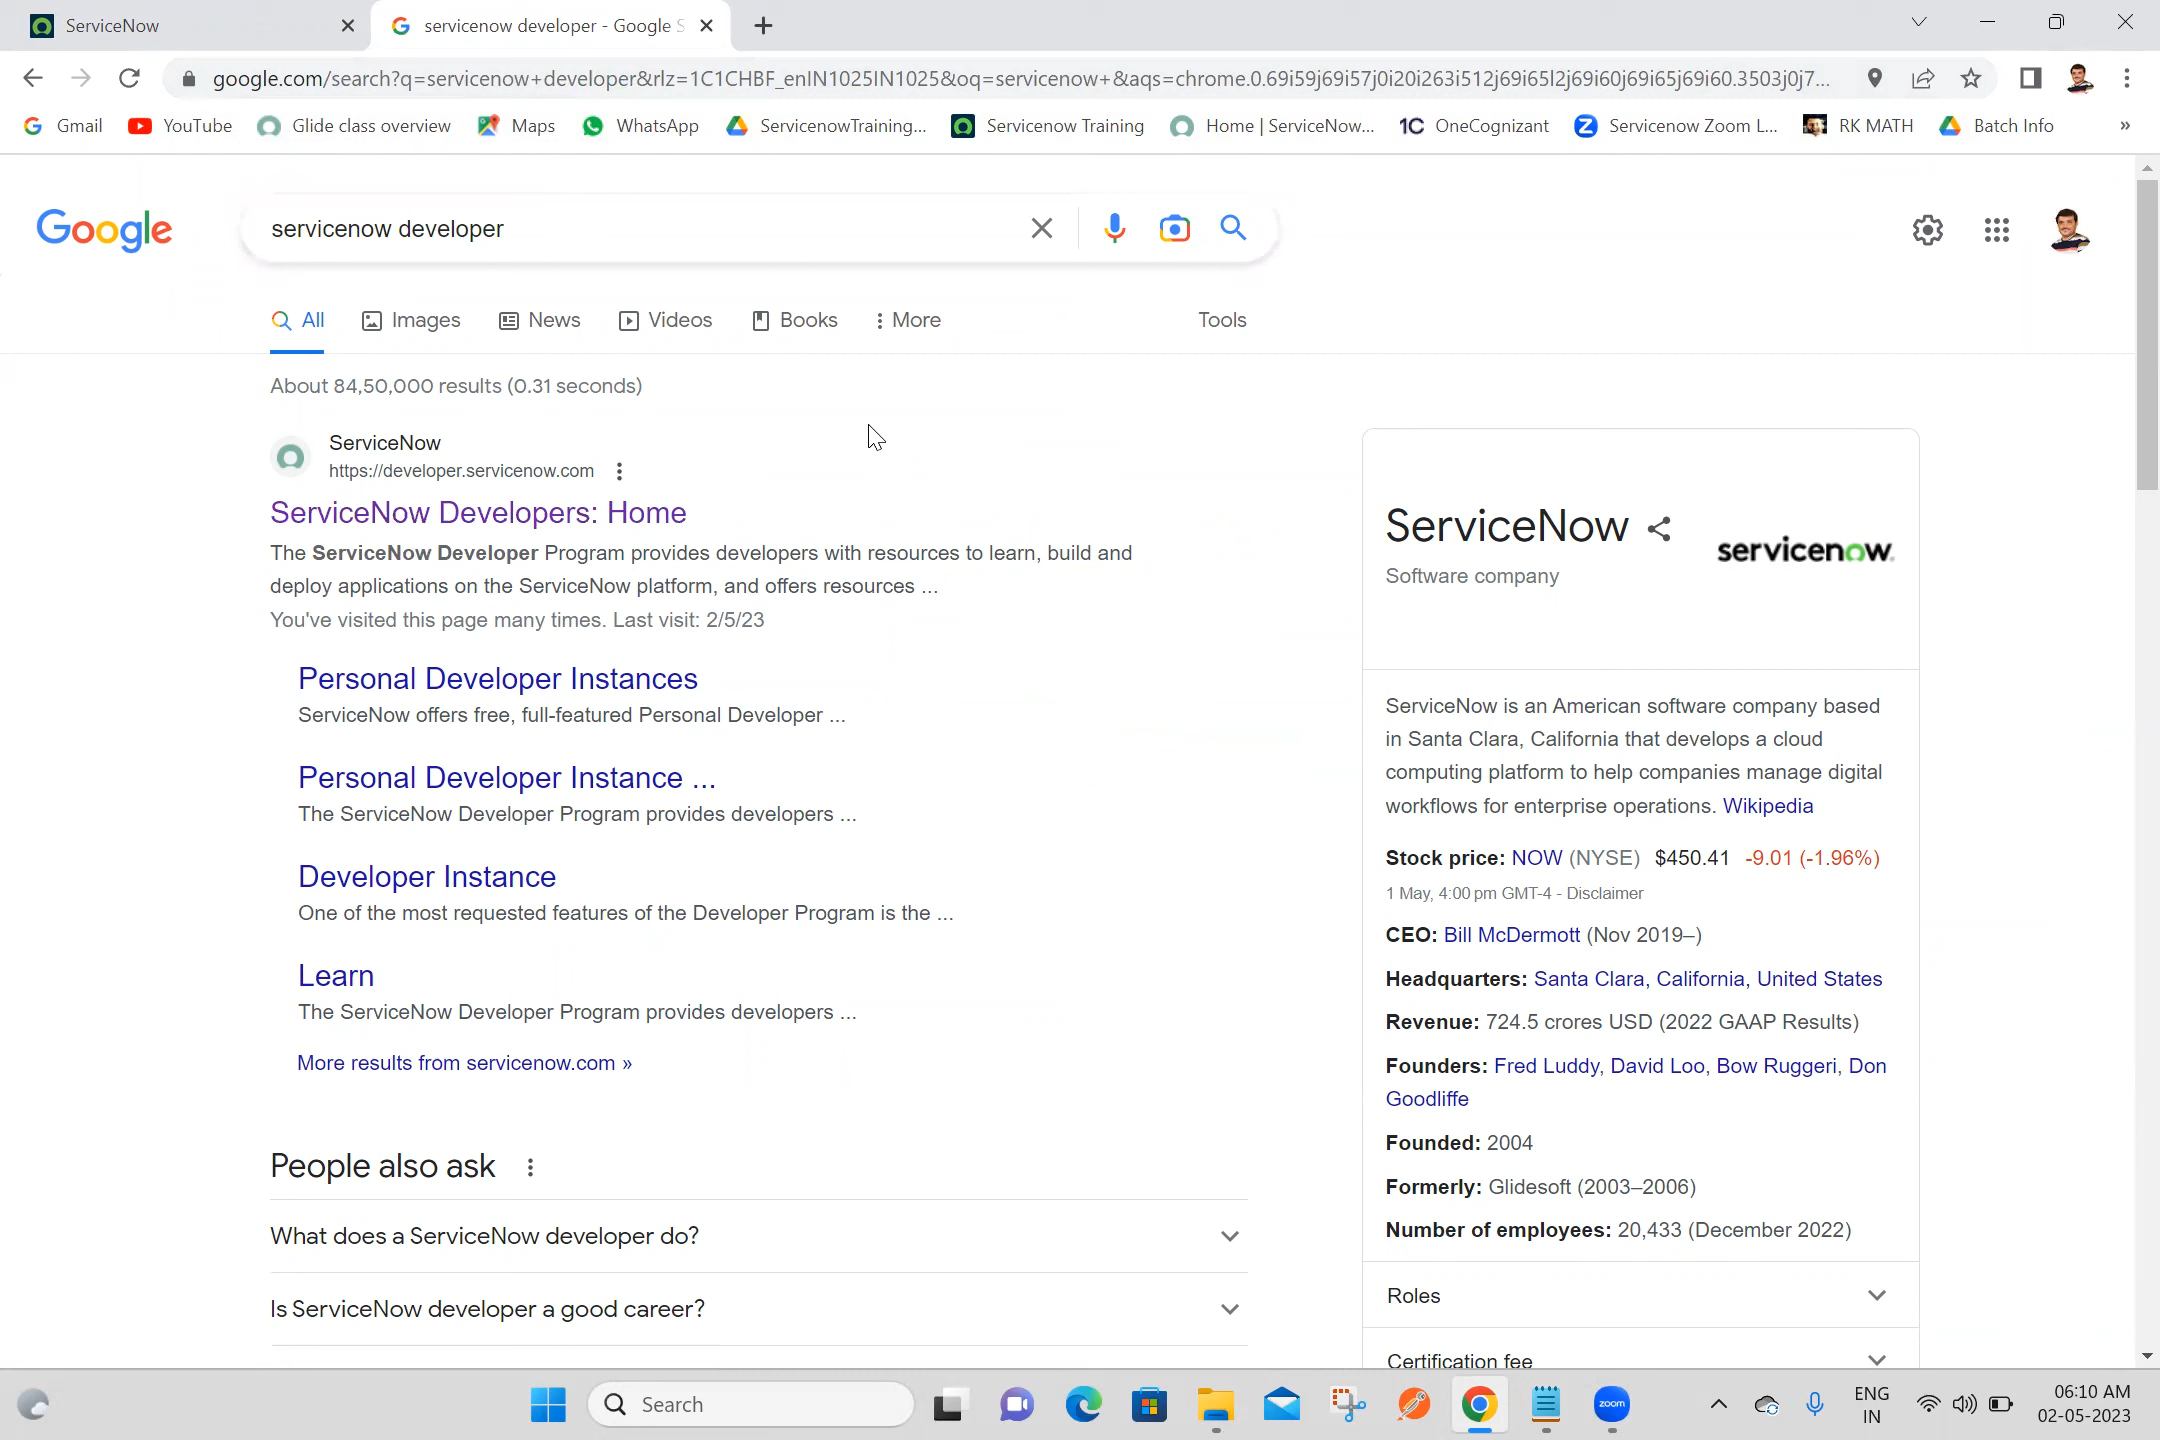 ServiceNow
servicenow developer - Google S
google.com/search?q=servicenow+developer&rlz=1C1CHBF_enIN1025IN1025&oq=servicenow+&aqs=chrome.0.69i59j69i57j0i20i263i512j69i65l2j69i60j69i65j69i60.3503j0j7...
Gmail YouTube Glide class overview Maps WhatsApp ServicenowTraining... Servicenow Training Home | ServiceNow... 1C OneCognizant Servicenow Zoom L... RK MATH Batch Info »
Google
servicenow developer
All Images News Videos Books More Tools
About 84,50,000 results (0.31 seconds)
ServiceNow
https://developer.servicenow.com
ServiceNow Developers: Home
The ServiceNow Developer Program provides developers with resources to learn, build and
deploy applications on the ServiceNow platform, and offers resources ...
You've visited this page many times. Last visit: 2/5/23
Personal Developer Instances
ServiceNow offers free, full-featured Personal Developer ...
Personal Developer Instance ...
The ServiceNow Developer Program provides developers ...
Developer Instance
One of the most requested features of the Developer Program is the ...
Learn
The ServiceNow Developer Program provides developers ...
More results from servicenow.com »
People also ask
What does a ServiceNow developer do?
Is ServiceNow developer a good career?
ServiceNow
servicenow.
Software company
ServiceNow is an American software company based
in Santa Clara, California that develops a cloud
computing platform to help companies manage digital
workflows for enterprise operations. Wikipedia
Stock price: NOW (NYSE) $450.41 -9.01 (-1.96%)
1 May, 4:00 pm GMT-4 - Disclaimer
CEO: Bill McDermott (Nov 2019–)
Headquarters: Santa Clara, California, United States
Revenue: 724.5 crores USD (2022 GAAP Results)
Founders: Fred Luddy, David Loo, Bow Ruggeri, Don
Goodliffe
Founded: 2004
Formerly: Glidesoft (2003–2006)
Number of employees: 20,433 (December 2022)
Roles
Certification fee
Search
zoom
ENG
IN
06:10 AM
02-05-2023